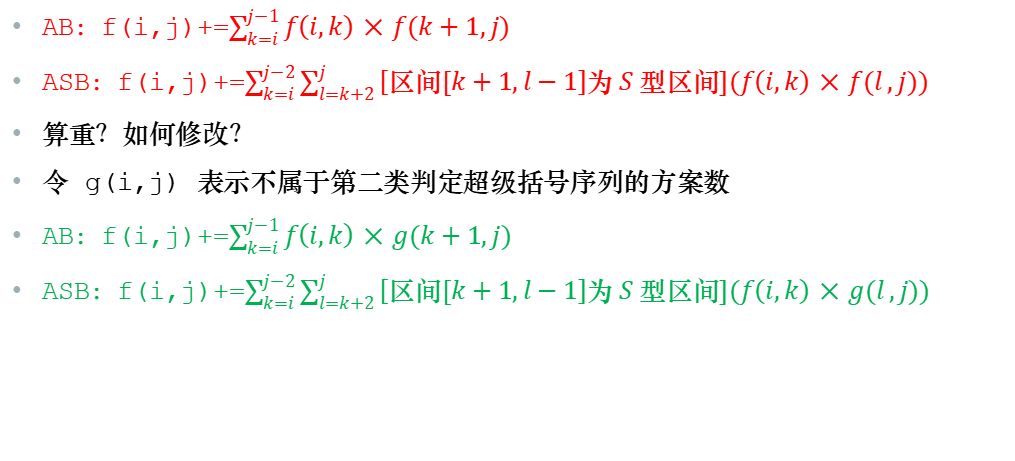 • AB: f(i,j)+=∑_{k=i}^{j−1} f(i,k) × f(k+1,j)
• ASB: f(i,j)+=∑_{k=i}^{j−2} ∑_{l=k+2}^{j} [区间[k+1,l−1]为 S 型区间](f(i,k) × f(l,j))
• 算重？如何修改？
• 令 g(i,j) 表示不属于第二类判定超级括号序列的方案数
• AB: f(i,j)+=∑_{k=i}^{j−1} f(i,k) × g(k+1,j)
• ASB: f(i,j)+=∑_{k=i}^{j−2} ∑_{l=k+2}^{j} [区间[k+1,l−1]为 S 型区间](f(i,k) × g(l,j))